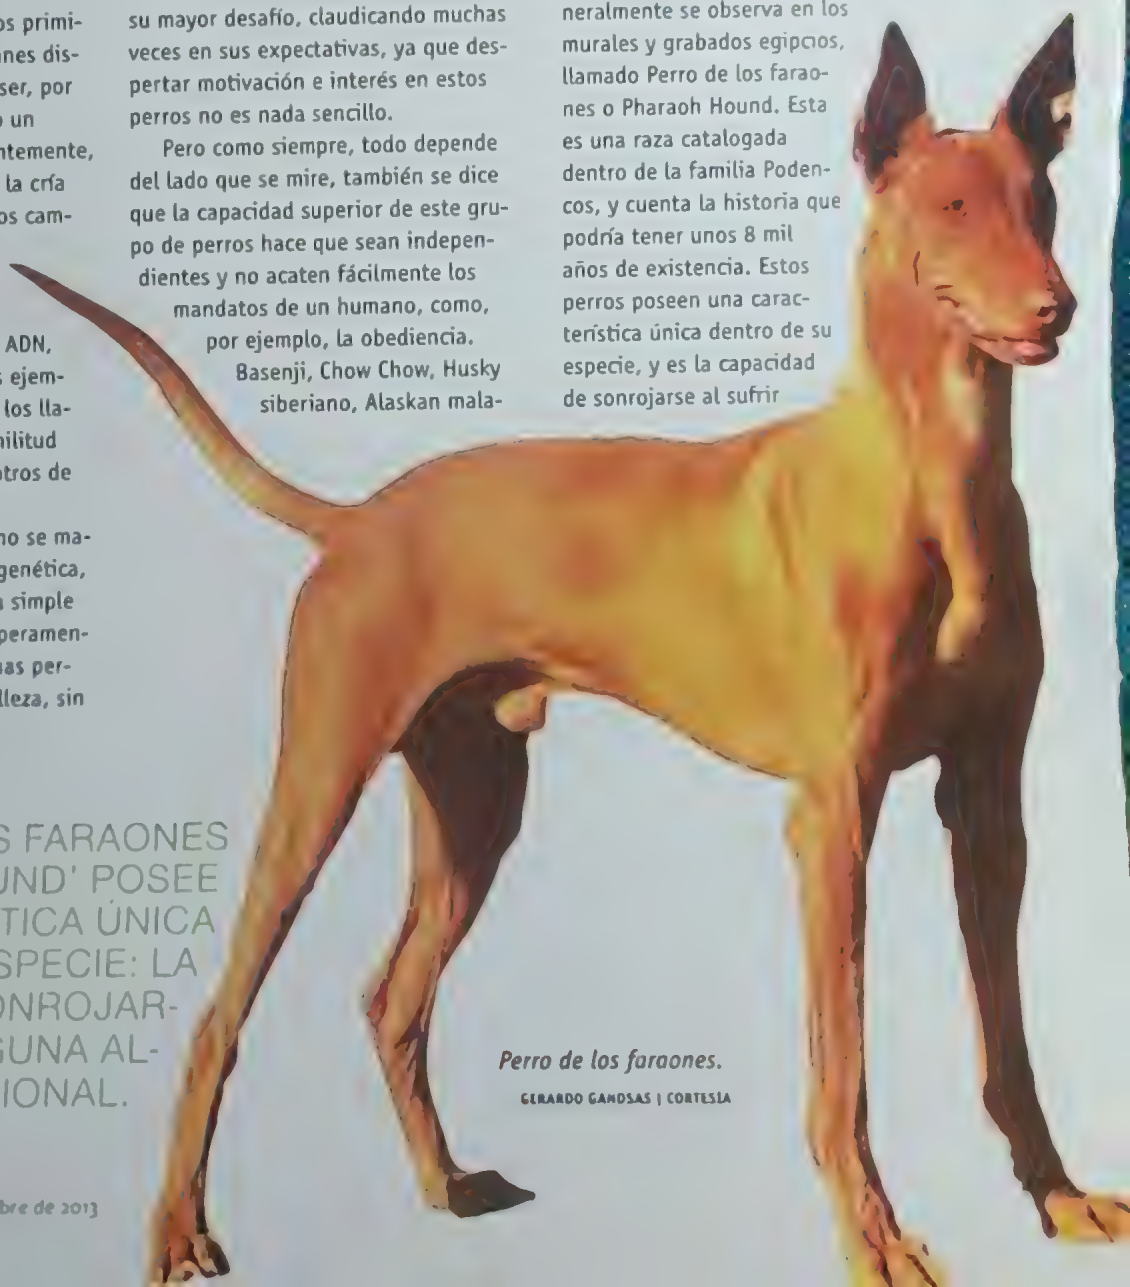 os primi-
nes dis-
ser, por
o un
ntemente,
la cría
os cam-
ADN,
s ejem-
los lla-
militud
otros de
no se ma-
genética,
a simple
peramen-
nas per-
lleza, sin
S FARAONES
UND' POSEE
TICA ÚNICA
SPECIE: LA
ONROJAR-
GUNA AL-
IONAL.
bre de 2013
su mayor desafío, claudicando muchas
veces en sus expectativas, ya que des-
pertar motivación e interés en estos
perros no es nada sencillo.
Pero como siempre, todo depende
del lado que se mire, también se dice
que la capacidad superior de este gru-
po de perros hace que sean indepen-
dientes y no acaten fácilmente los
mandatos de un humano, como,
por ejemplo, la obediencia.
Basenji, Chow Chow, Husky
siberiano, Alaskan mala-
neralmente se observa en los
murales y grabados egipcios,
llamado Perro de los farao-
nes o Pharaoh Hound. Esta
es una raza catalogada
dentro de la familia Poden-
cos, y cuenta la historia que
podría tener unos 8 mil
años de existencia. Estos
perros poseen una carac-
terística única dentro de su
especie, y es la capacidad
de sonrojarse al sufrir
Perro de los faraones.
GERARDO GANDSAS | CORTESÍA